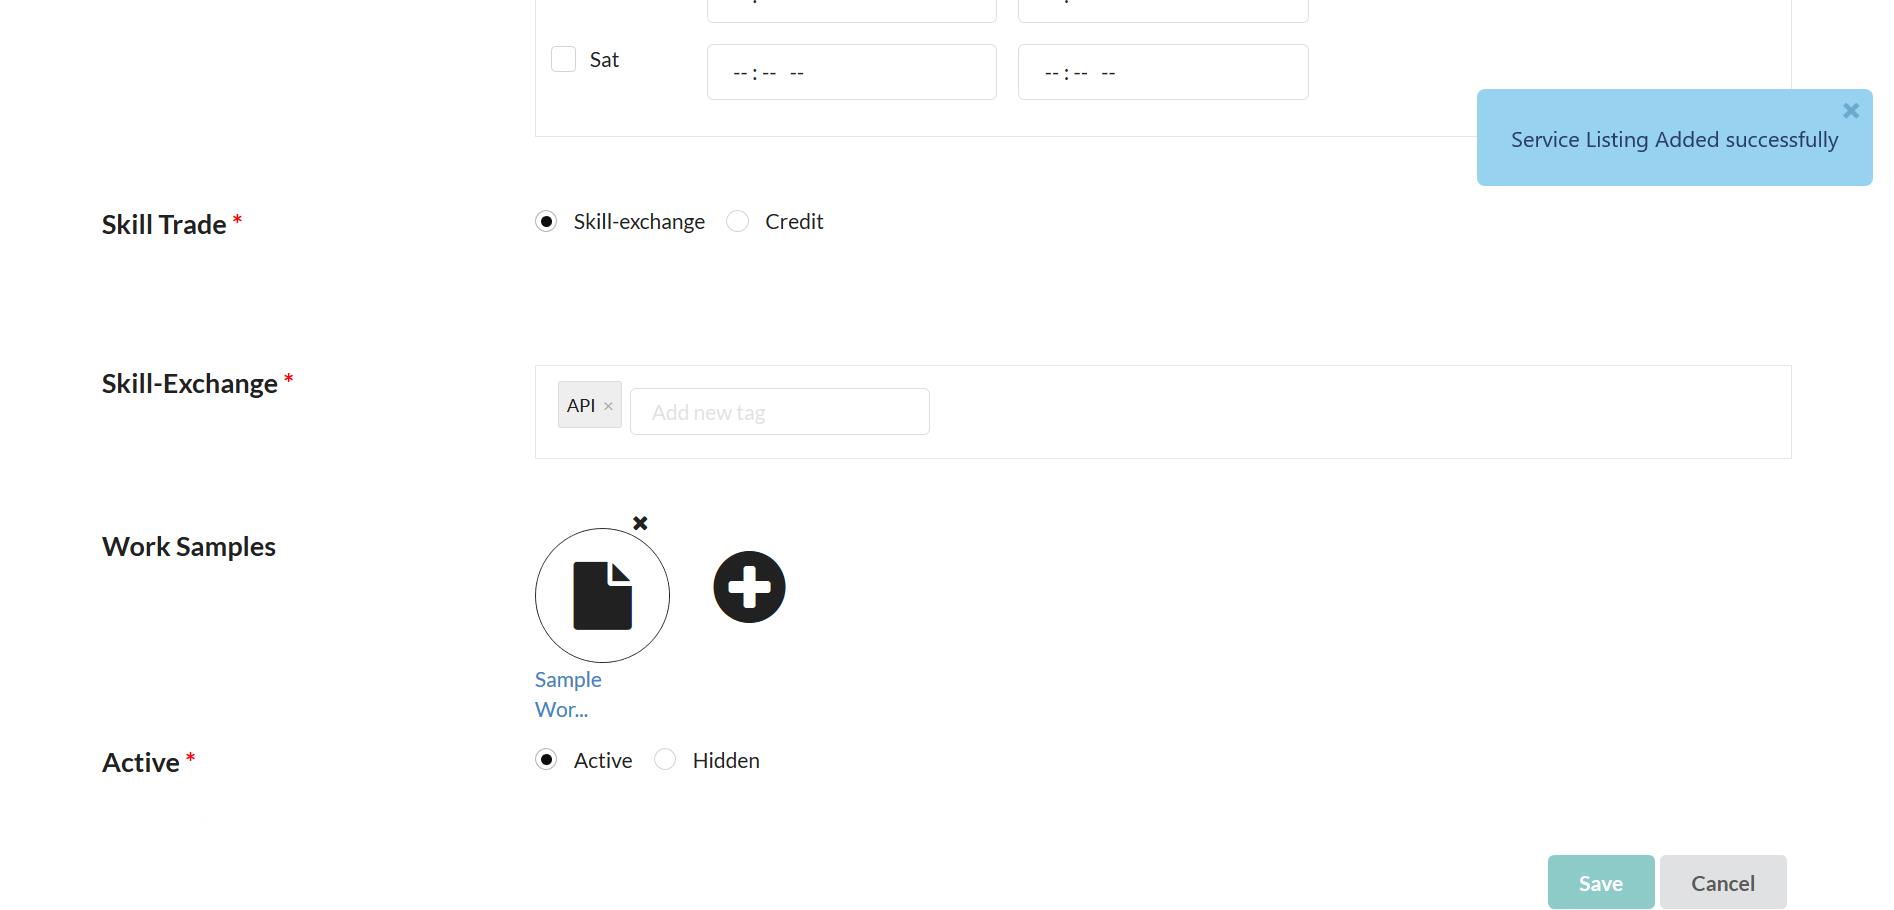 Sat -- : -- -- -- : -- --
Service Listing Added successfully
Skill Trade * Skill-exchange Credit
Skill-Exchange * API × Add new tag
Work Samples
Sample
Wor...
Active * Active Hidden
Save Cancel